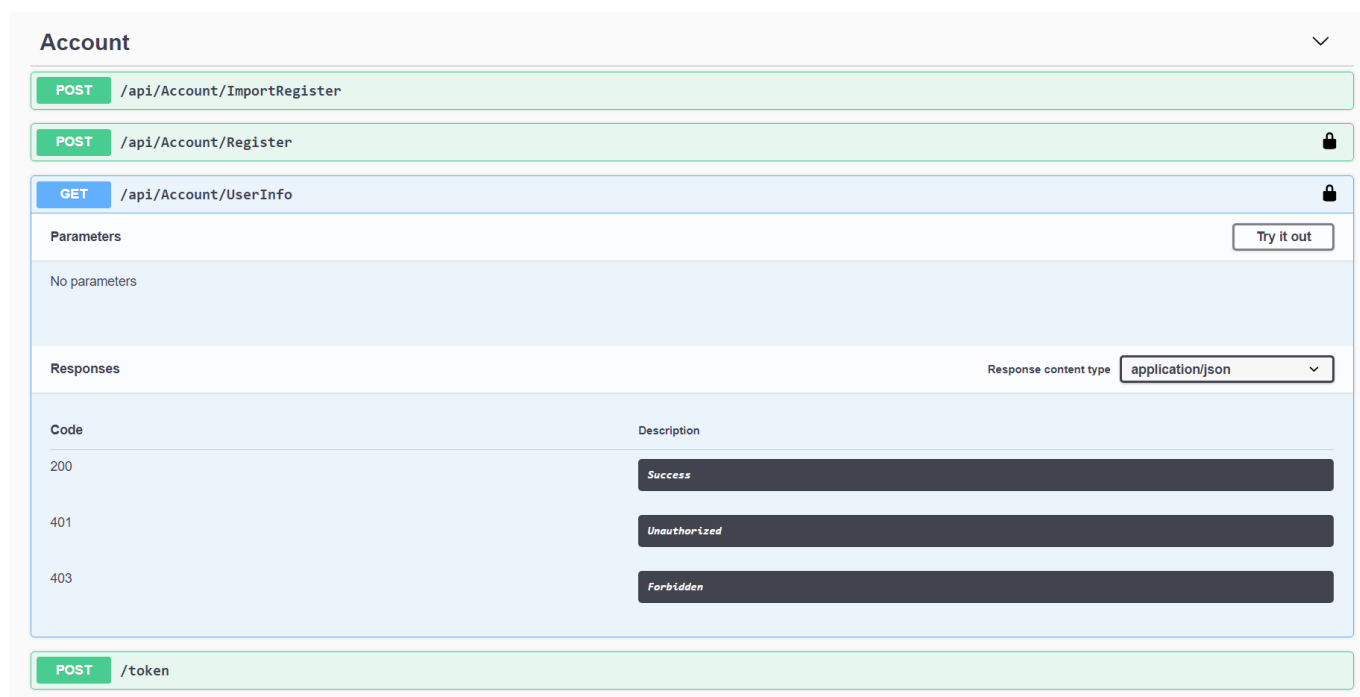 Account
POST /api/Account/ImportRegister
POST /api/Account/Register
GET /api/Account/UserInfo
Parameters Try it out
No parameters
Responses Response content type application/json
Code Description
200 Success
401 Unauthorized
403 Forbidden
POST /token